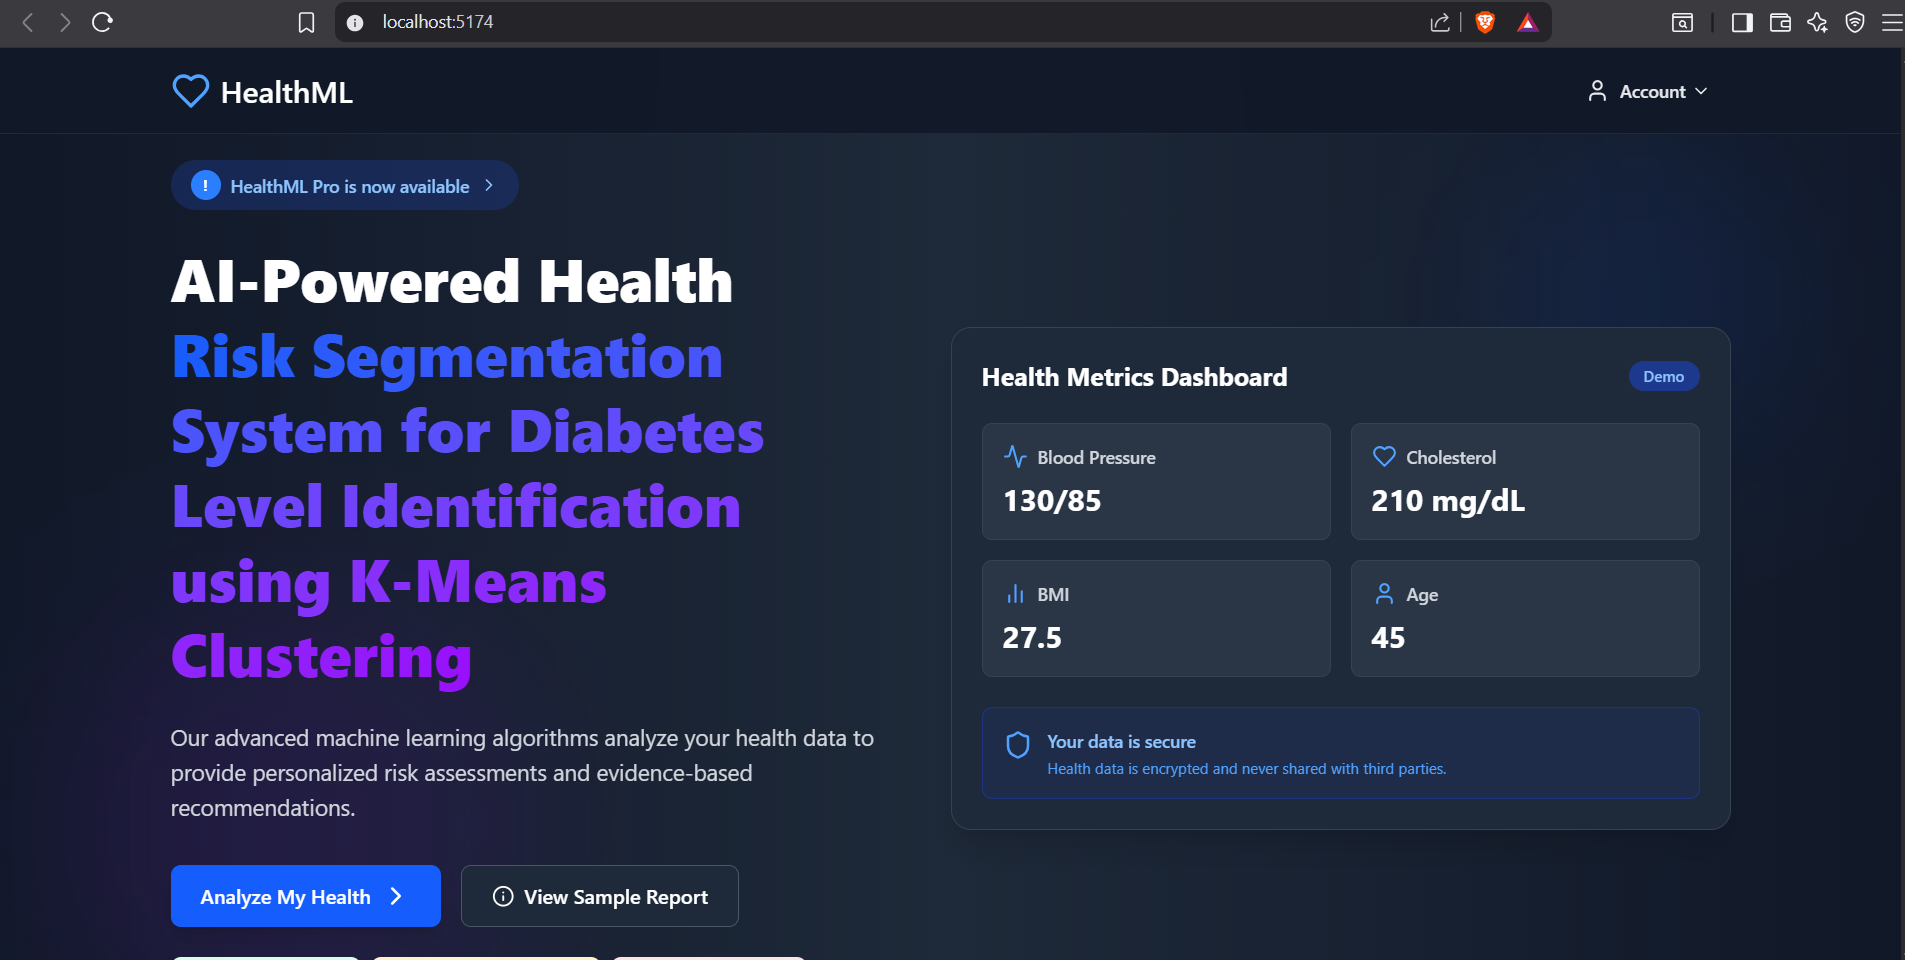 localhost:5174
HealthML
Account
! HealthML Pro is now available
AI-Powered Health
Risk Segmentation
System for Diabetes
Level Identification
using K-Means
Clustering
Our advanced machine learning algorithms analyze your health data to
provide personalized risk assessments and evidence-based
recommendations.
Analyze My Health
View Sample Report
Health Metrics Dashboard
Demo
Blood Pressure
130/85
Cholesterol
210 mg/dL
BMI
27.5
Age
45
Your data is secure
Health data is encrypted and never shared with third parties.